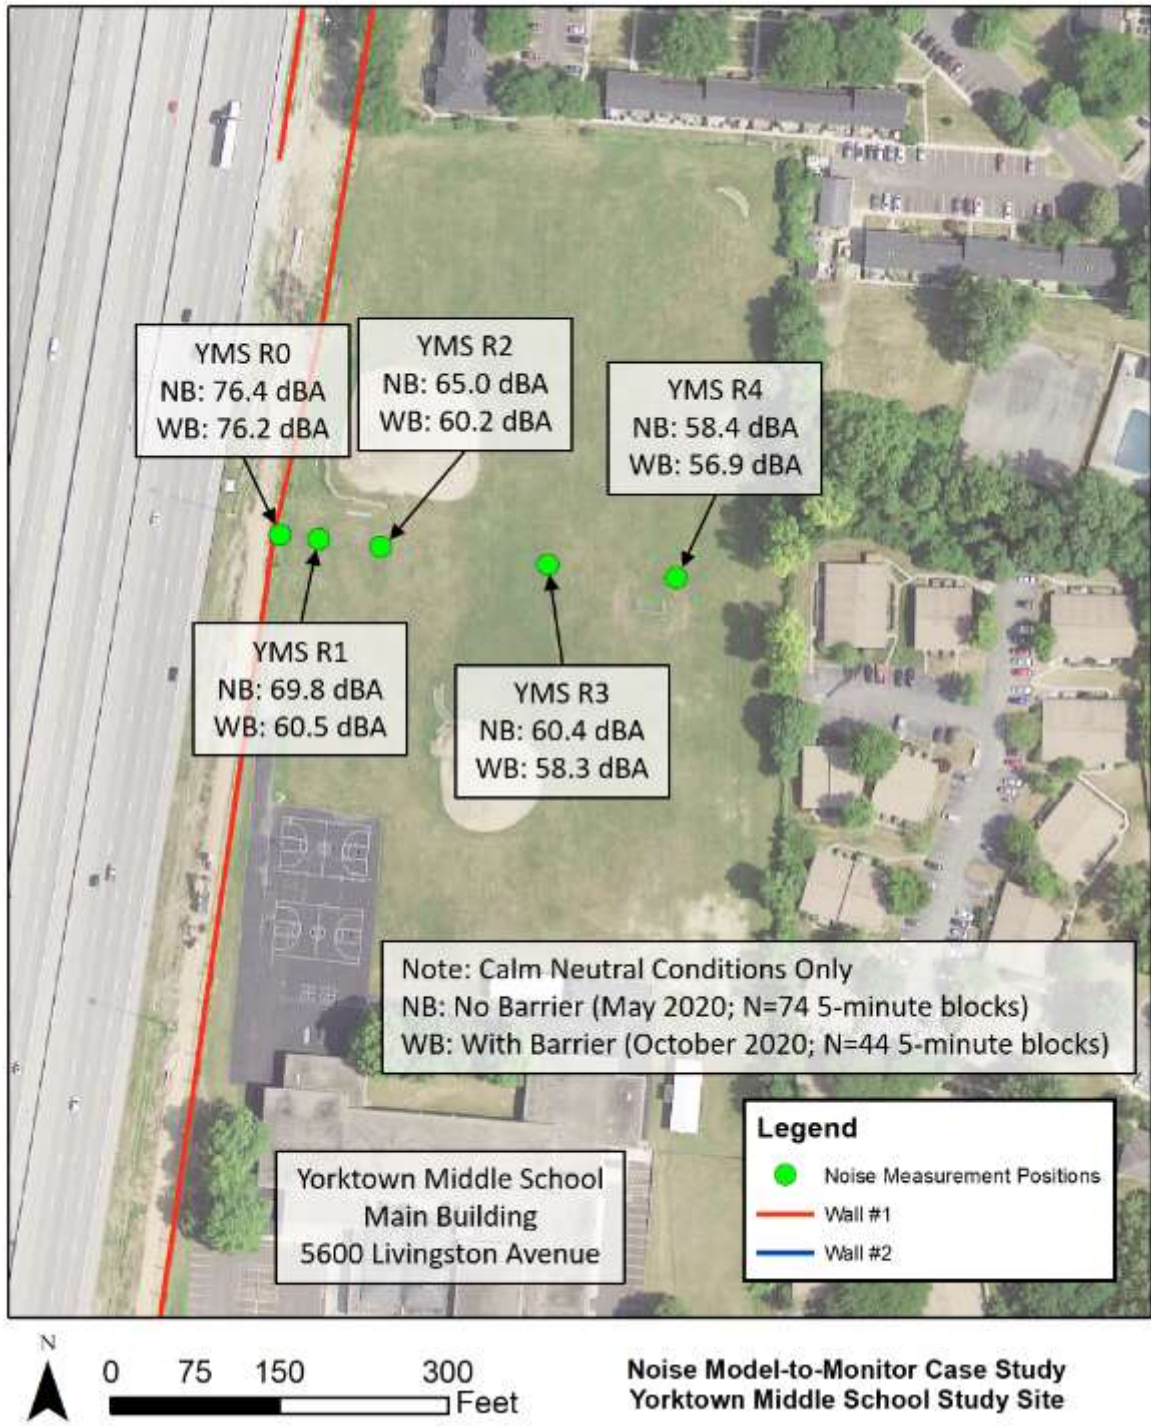 YMS R0
NB: 76.4 dBA
WB: 76.2 dBA
YMS R2
NB: 65.0 dBA
WB: 60.2 dBA
YMS R4
NB: 58.4 dBA
WB: 56.9 dBA
YMS R1
NB: 69.8 dBA
WB: 60.5 dBA
YMS R3
NB: 60.4 dBA
WB: 58.3 dBA
Note: Calm Neutral Conditions Only
NB: No Barrier (May 2020; N=74 5-minute blocks)
WB: With Barrier (October 2020; N=44 5-minute blocks)
Yorktown Middle School
Main Building
5600 Livingston Avenue
Legend
Noise Measurement Positions
Wall #1
Wall #2
N
0 75 150 300
Feet
Noise Model-to-Monitor Case Study
Yorktown Middle School Study Site